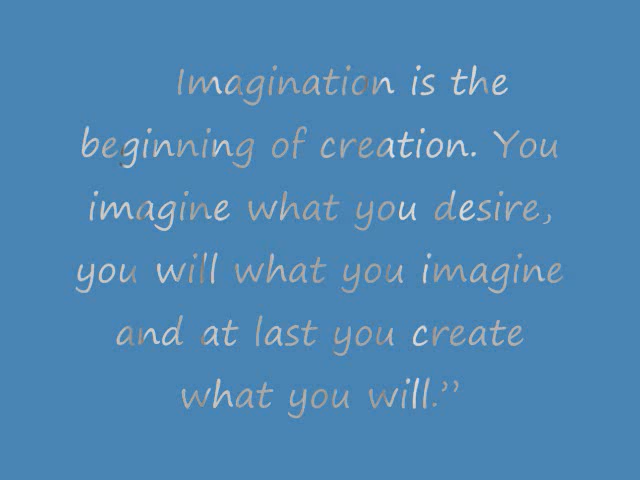 Imagination is the
beginning of creation. You
imagine what you desire,
you will what you imagine
and at last you create
what you will.”